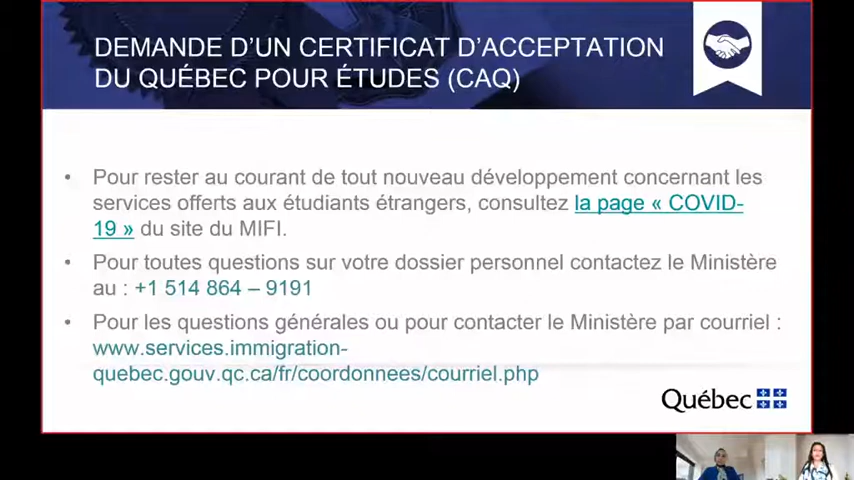 DEMANDE D'UN CERTIFICAT D'ACCEPTATION
DU QUÉBEC POUR ÉTUDES (CAQ)
• Pour rester au courant de tout nouveau développement concernant les
services offerts aux étudiants étrangers, consultez la page « COVID-
19 » du site du MIFI.
• Pour toutes questions sur votre dossier personnel contactez le Ministère
au : +1 514 864 – 9191
• Pour les questions générales ou pour contacter le Ministère par courriel :
www.services.immigration-
quebec.gouv.qc.ca/fr/coordonnees/courriel.php
Québec